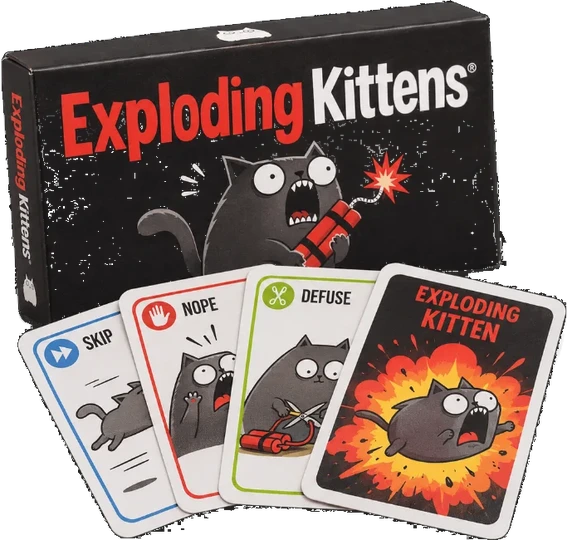 Exploding Kittens®
Exploding Kittens
SKIP
NOPE
DEFUSE
EXPLODING
KITTEN